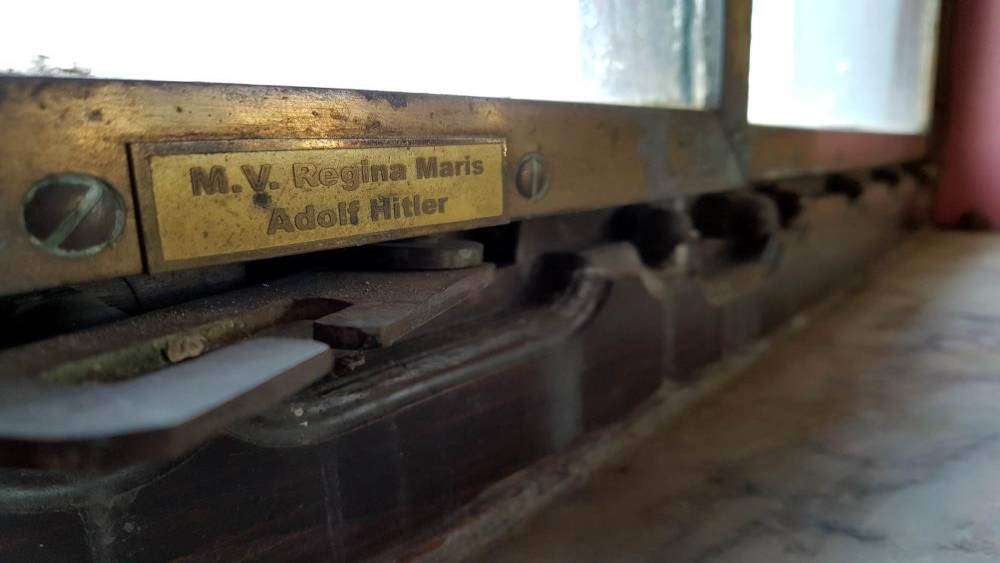 M.V. Regina Maris
Adolf Hitler